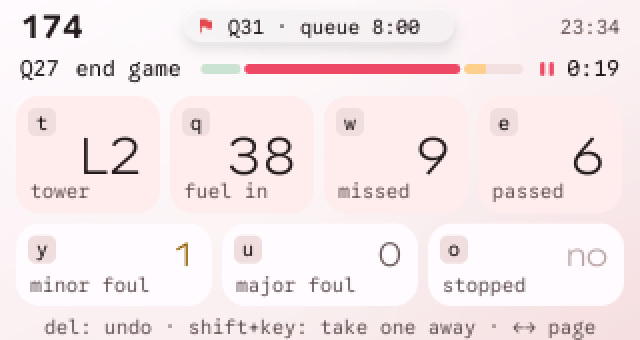 174 Q31 · queue 8:00 23:34
Q27 end game 0:19
t q w e
L2 38 9 6
tower fuel in missed passed
y 1 u 0 o no
minor foul major foul stopped
del: undo · shift+key: take one away · ↔ page